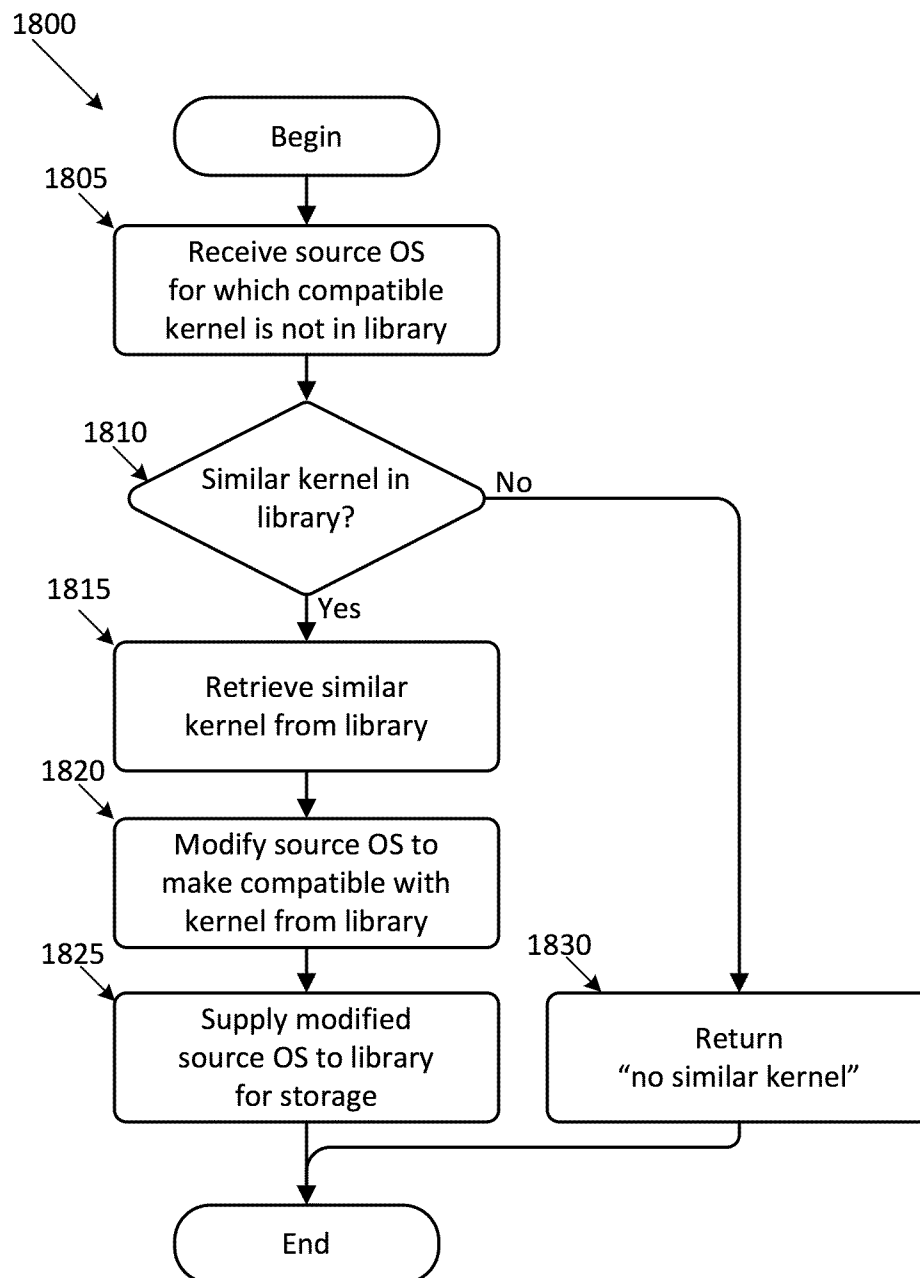 1800
Begin
1805
Receive source OS
for which compatible
kernel is not in library
1810
Similar kernel in
library?
No
Yes
1815
Retrieve similar
kernel from library
1820
Modify source OS to
make compatible with
kernel from library
1825
Supply modified
source OS to library
for storage
1830
Return
“no similar kernel”
End